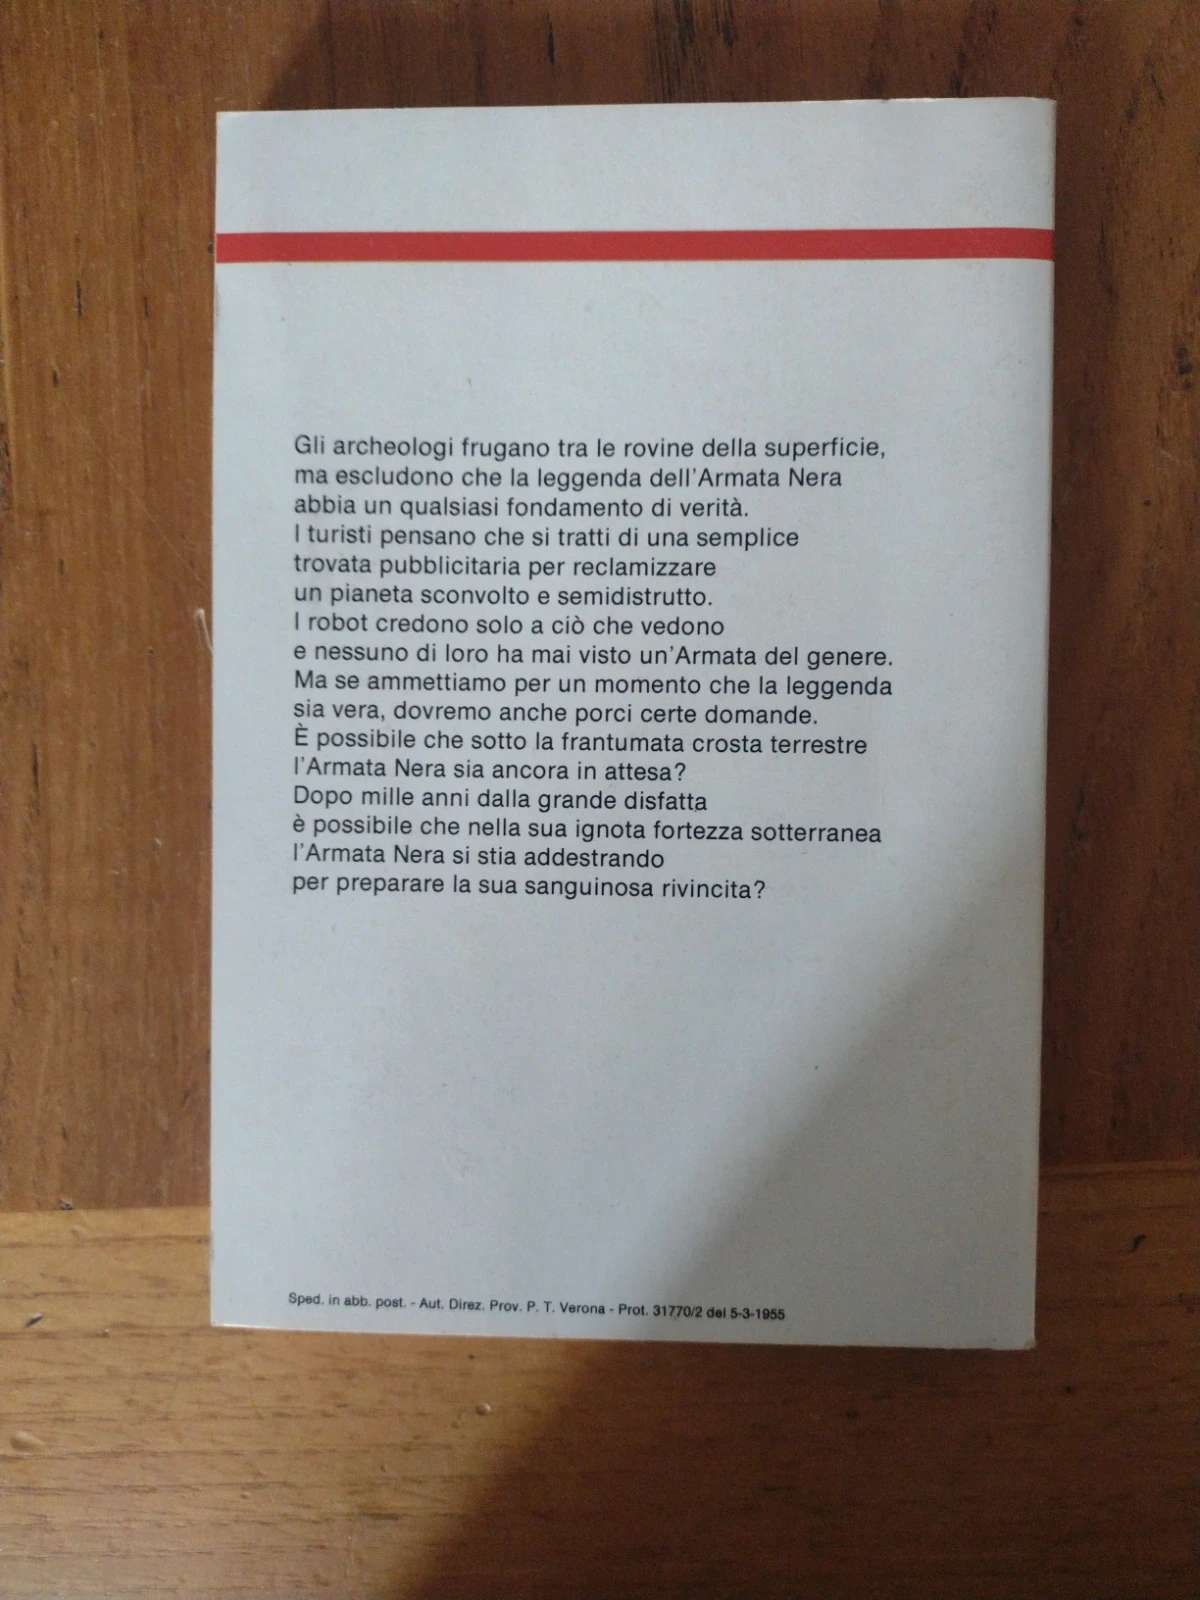 Gli archeologi frugano tra le rovine della superficie,
ma escludono che la leggenda dell'Armata Nera
abbia un qualsiasi fondamento di verità.
I turisti pensano che si tratti di una semplice
trovata pubblicitaria per reclamizzare
un pianeta sconvolto e semidistrutto.
I robot credono solo a ciò che vedono
e nessuno di loro ha mai visto un'Armata del genere.
Ma se ammettiamo per un momento che la leggenda
sia vera, dovremo anche porci certe domande.
È possibile che sotto la frantumata crosta terrestre
l'Armata Nera sia ancora in attesa?
Dopo mille anni dalla grande disfatta
è possibile che nella sua ignota fortezza sotterranea
l'Armata Nera si stia addestrando
per preparare la sua sanguinosa rivincita?
Sped. in abb. post. - Aut. Direz. Prov. P. T. Verona - Prot. 31770/2 del 5-3-1955